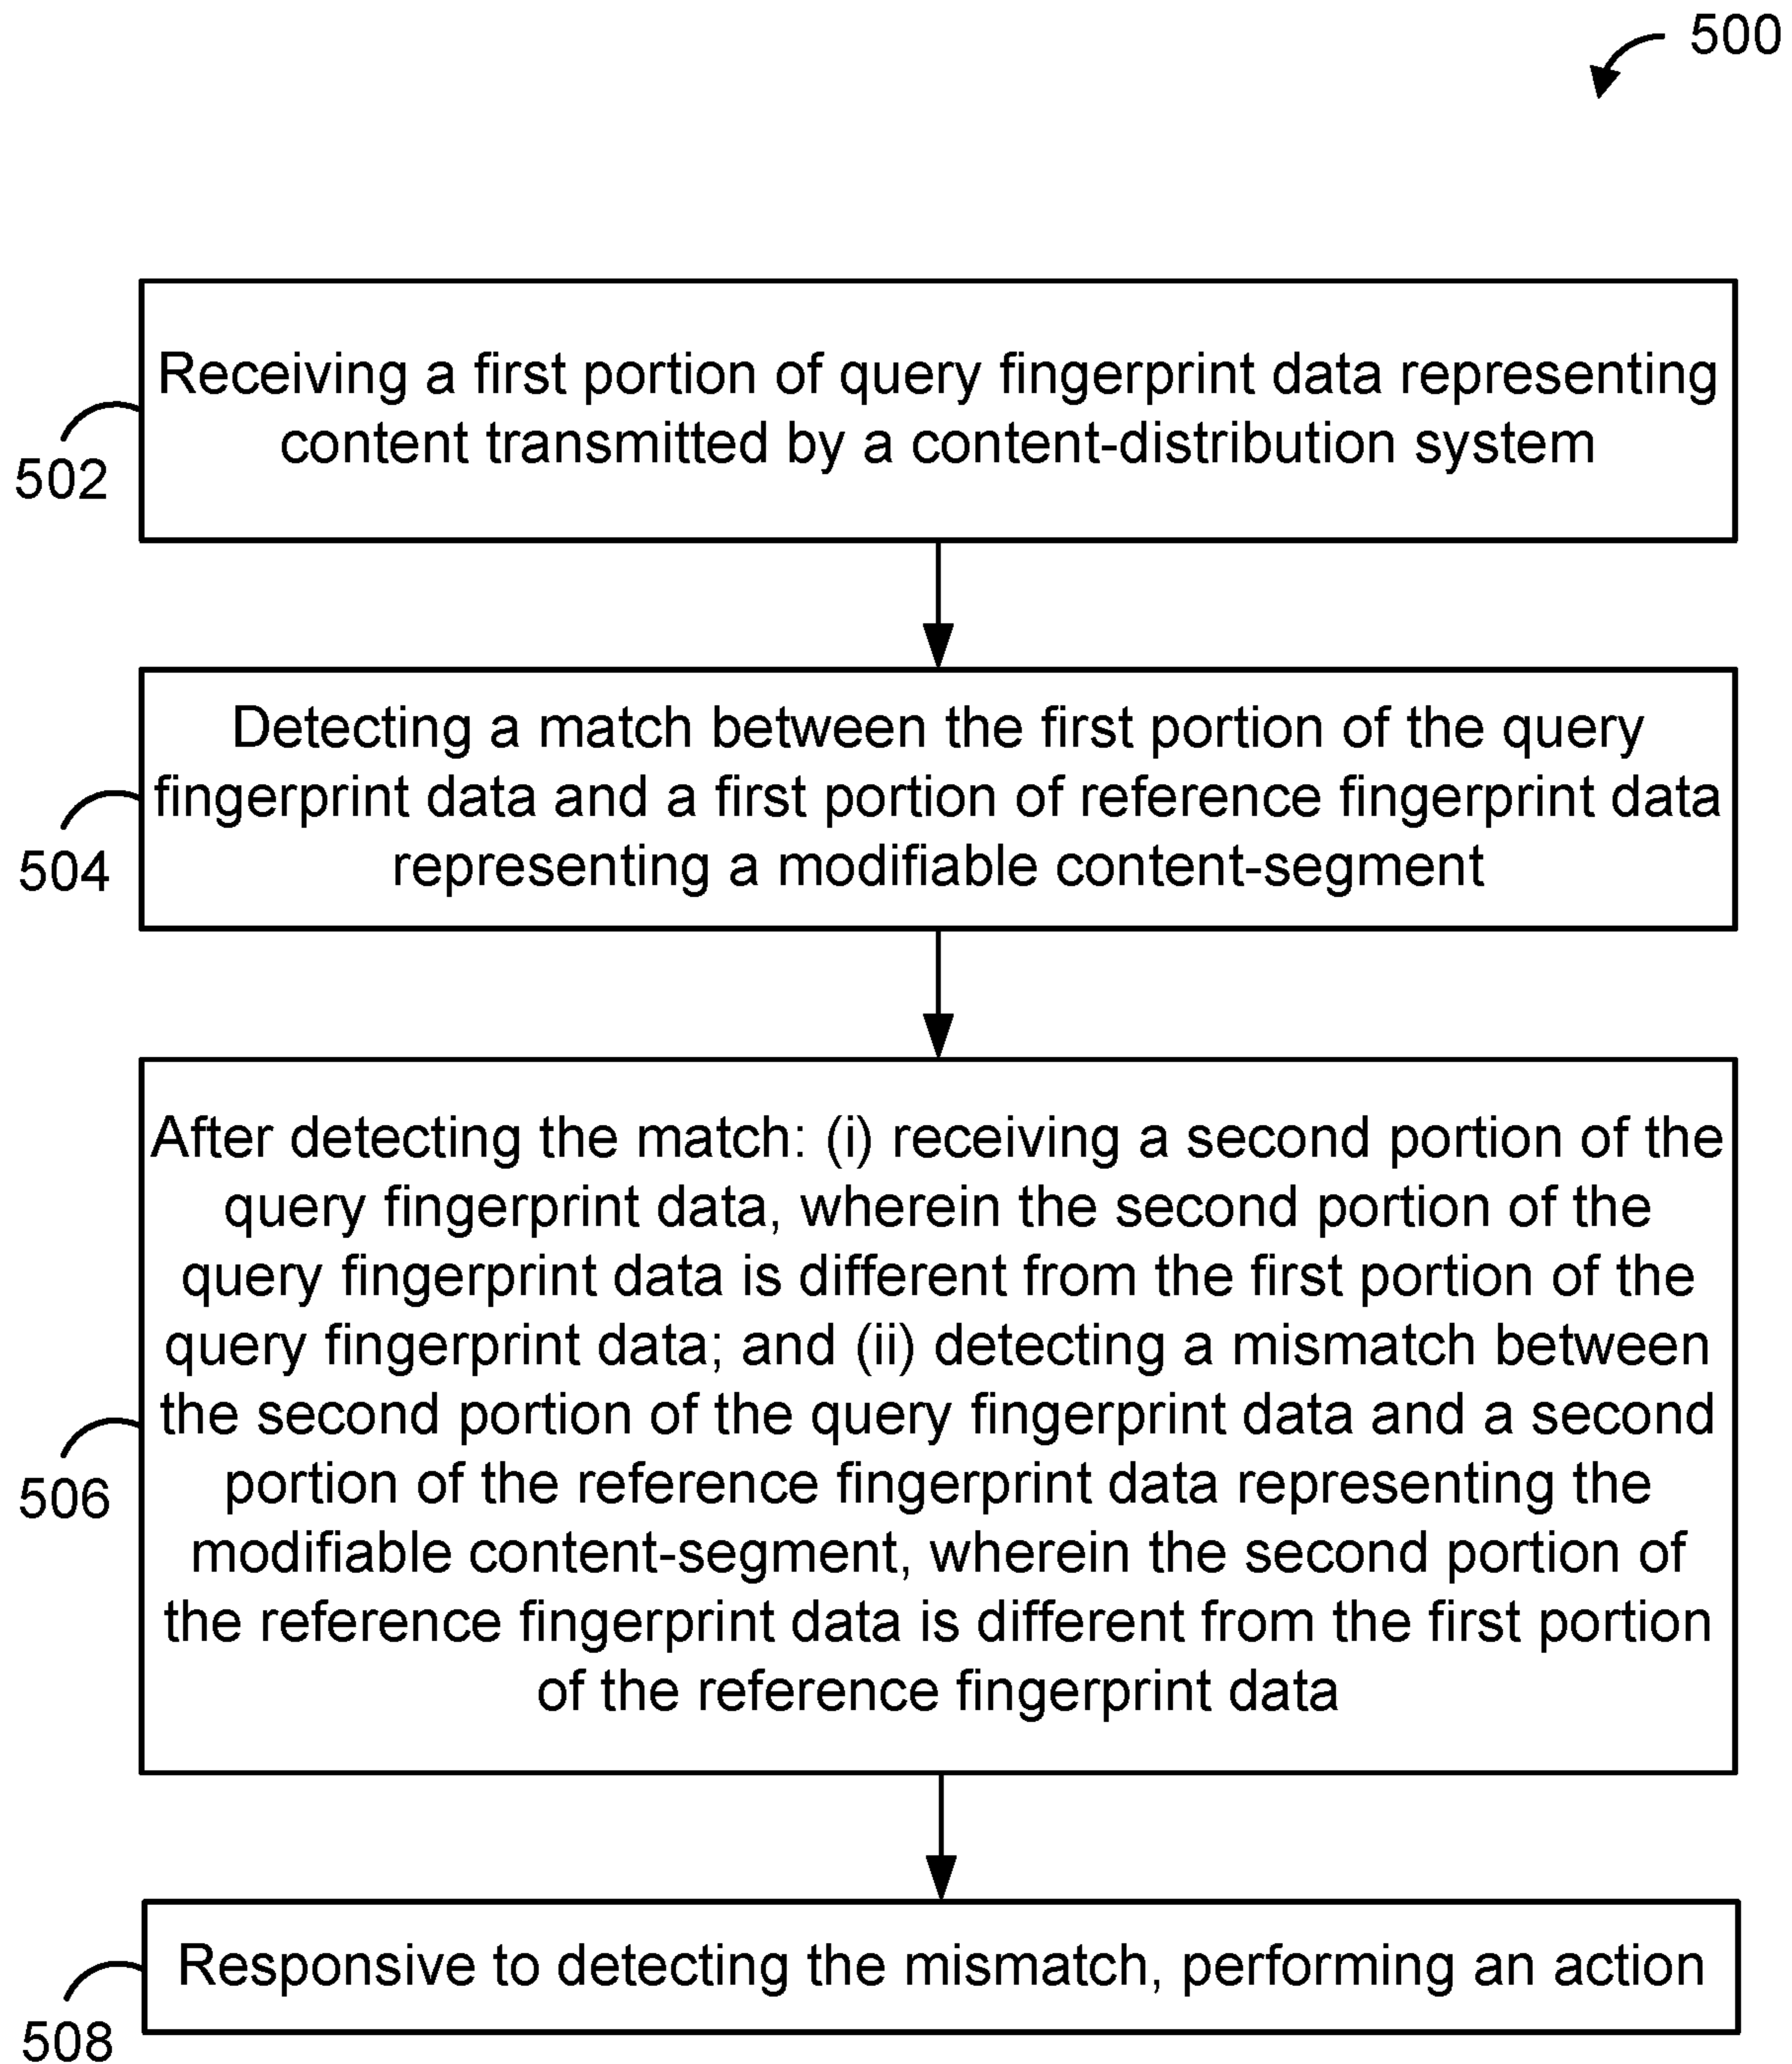 500
Receiving a first portion of query fingerprint data representing
content transmitted by a content-distribution system
502
Detecting a match between the first portion of the query
fingerprint data and a first portion of reference fingerprint data
representing a modifiable content-segment
504
After detecting the match: (i) receiving a second portion of the
query fingerprint data, wherein the second portion of the
query fingerprint data is different from the first portion of the
query fingerprint data; and (ii) detecting a mismatch between
the second portion of the query fingerprint data and a second
portion of the reference fingerprint data representing the
modifiable content-segment, wherein the second portion of
the reference fingerprint data is different from the first portion
of the reference fingerprint data
506
Responsive to detecting the mismatch, performing an action
508